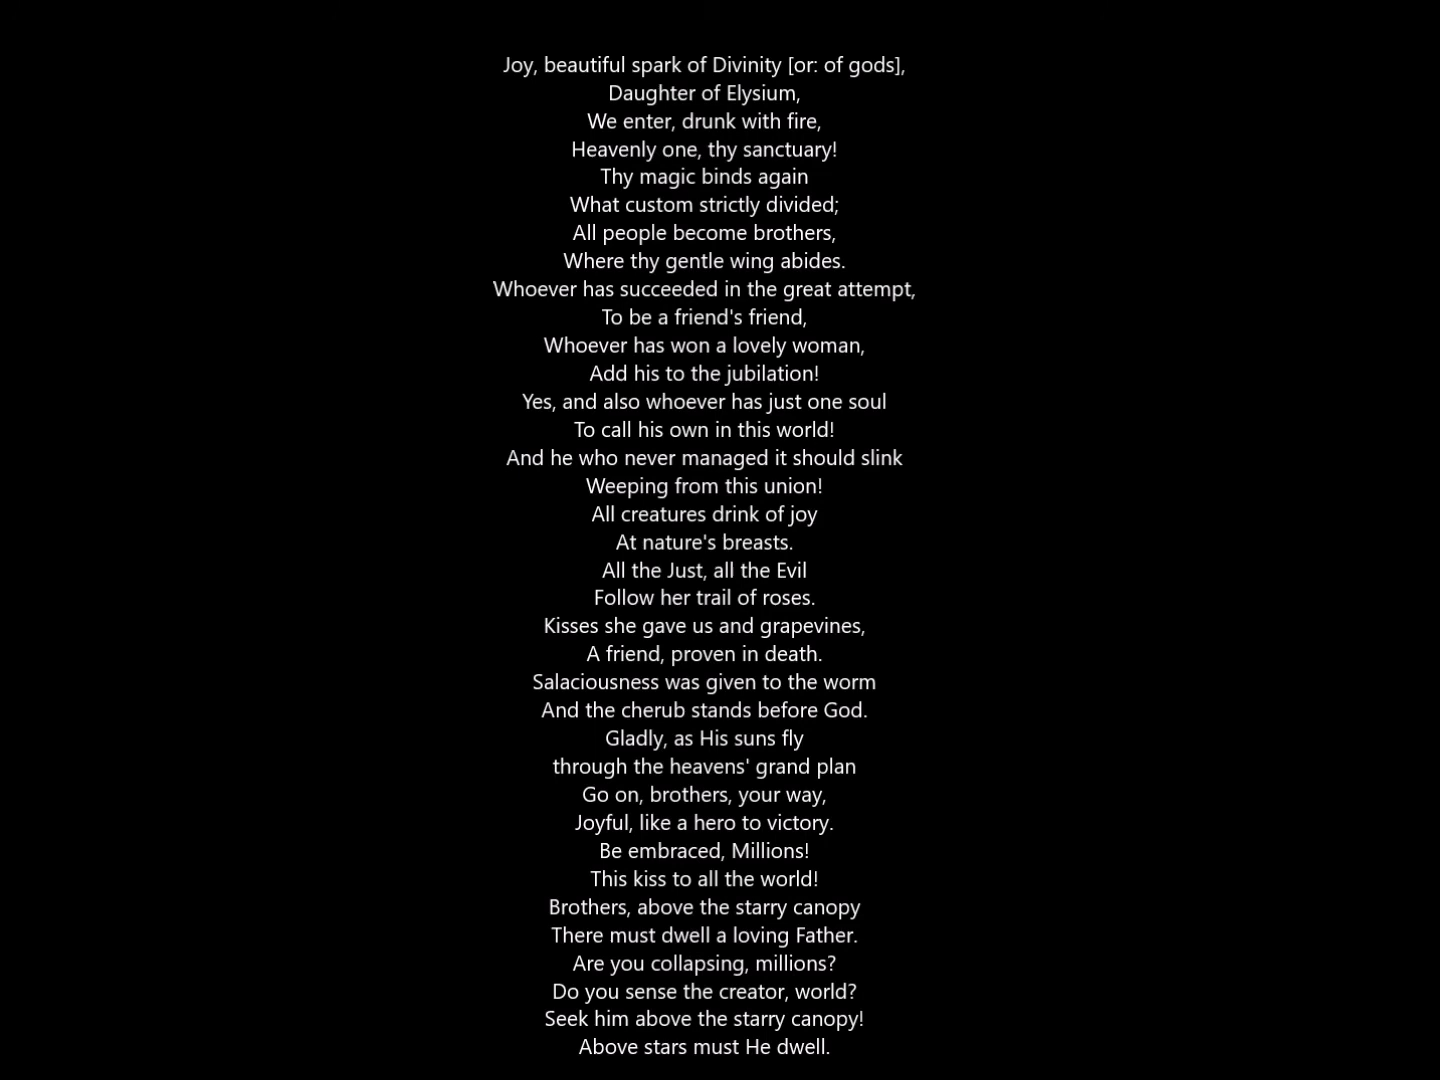 Joy, beautiful spark of Divinity [or: of gods],
Daughter of Elysium,
We enter, drunk with fire,
Heavenly one, thy sanctuary!
Thy magic binds again
What custom strictly divided;
All people become brothers,
Where thy gentle wing abides.
Whoever has succeeded in the great attempt,
To be a friend's friend,
Whoever has won a lovely woman,
Add his to the jubilation!
Yes, and also whoever has just one soul
To call his own in this world!
And he who never managed it should slink
Weeping from this union!
All creatures drink of joy
At nature's breasts.
All the Just, all the Evil
Follow her trail of roses.
Kisses she gave us and grapevines,
A friend, proven in death.
Salaciousness was given to the worm
And the cherub stands before God.
Gladly, as His suns fly
through the heavens' grand plan
Go on, brothers, your way,
Joyful, like a hero to victory.
Be embraced, Millions!
This kiss to all the world!
Brothers, above the starry canopy
There must dwell a loving Father.
Are you collapsing, millions?
Do you sense the creator, world?
Seek him above the starry canopy!
Above stars must He dwell.